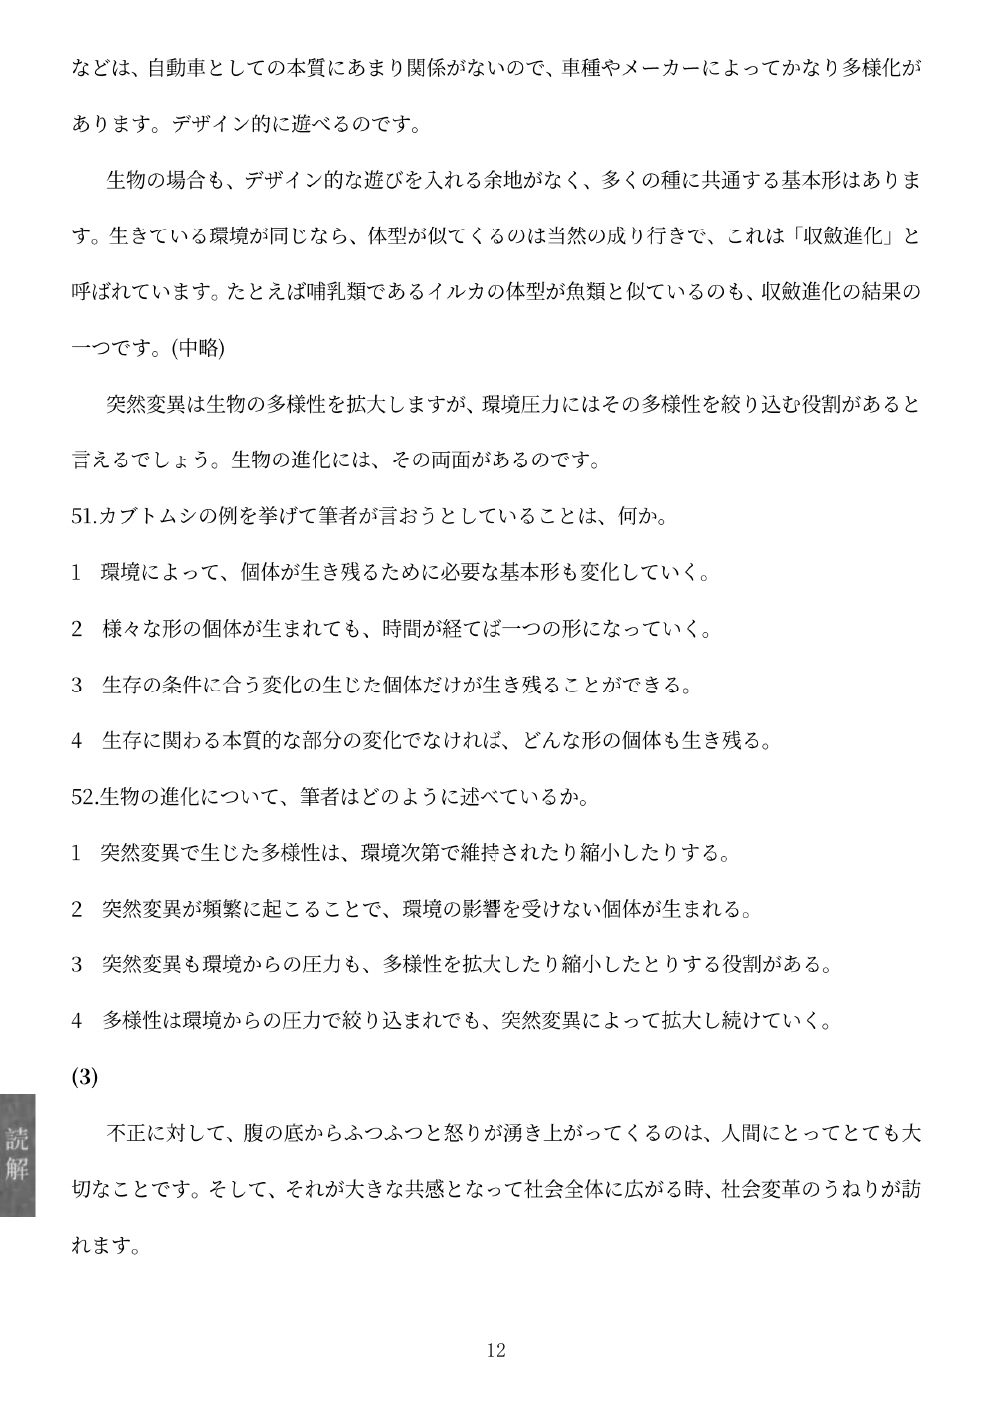 などは、自動車としての本質にあまり関係がないので、車種やメーカーによってかなり多様化が
あります。デザイン的に遊べるのです。
生物の場合も、デザイン的な遊びを入れる余地がなく、多くの種に共通する基本形はありま
す。生きている環境が同じなら、体型が似てくるのは当然の成り行きで、これは「収斂進化」と
呼ばれています。たとえば哺乳類であるイルカの体型が魚類と似ているのも、収斂進化の結果の
一つです。(中略)
突然変異は生物の多様性を拡大しますが、環境圧力にはその多様性を絞り込む役割があると
言えるでしょう。生物の進化には、その両面があるのです。
51.カブトムシの例を挙げて筆者が言おうとしていることは、何か。
1 環境によって、個体が生き残るために必要な基本形も変化していく。
2 様々な形の個体が生まれても、時間が経てば一つの形になっていく。
3 生存の条件に合う変化の生じた個体だけが生き残ることができる。
4 生存に関わる本質的な部分の変化でなければ、どんな形の個体も生き残る。
52.生物の進化について、筆者はどのように述べているか。
1 突然変異で生じた多様性は、環境次第で維持されたり縮小したりする。
2 突然変異が頻繁に起こることで、環境の影響を受けない個体が生まれる。
3 突然変異も環境からの圧力も、多様性を拡大したり縮小したとりする役割がある。
4 多様性は環境からの圧力で絞り込まれでも、突然変異によって拡大し続けていく。
(3)
不正に対して、腹の底からふつふつと怒りが湧き上がってくるのは、人間にとってとても大
切なことです。そして、それが大きな共感となって社会全体に広がる時、社会変革のうねりが訪
れます。
読解
12